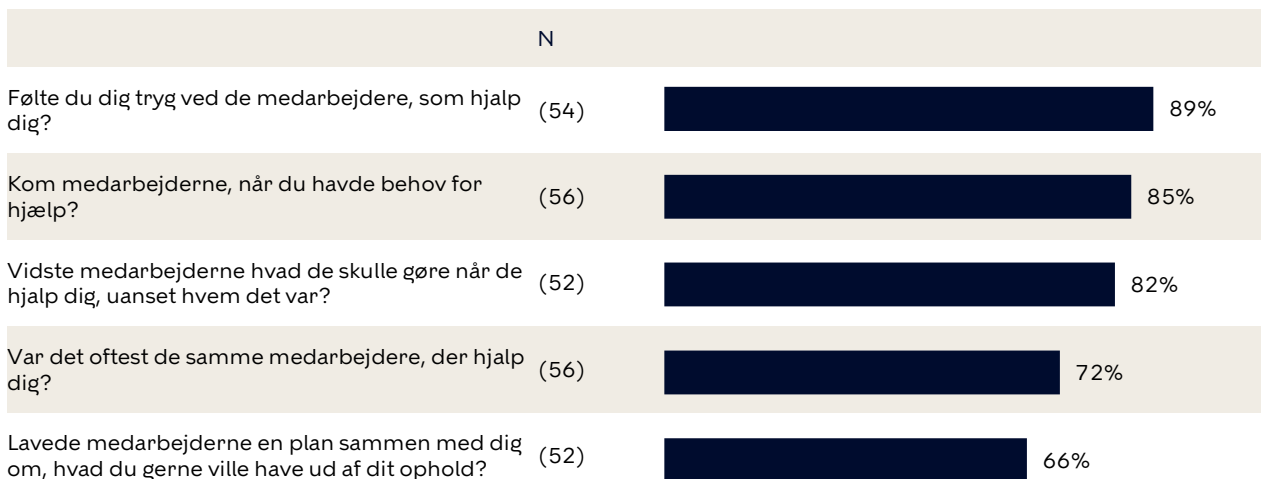 N
Følte du dig tryg ved de medarbejdere, som hjalp
dig?
(54)
89%
Kom medarbejderne, når du havde behov for
hjælp?
(56)
85%
Vidste medarbejderne hvad de skulle gøre når de
hjalp dig, uanset hvem det var?
(52)
82%
Var det oftest de samme medarbejdere, der hjalp
dig?
(56)
72%
Lavede medarbejderne en plan sammen med dig
om, hvad du gerne ville have ud af dit ophold?
(52)
66%